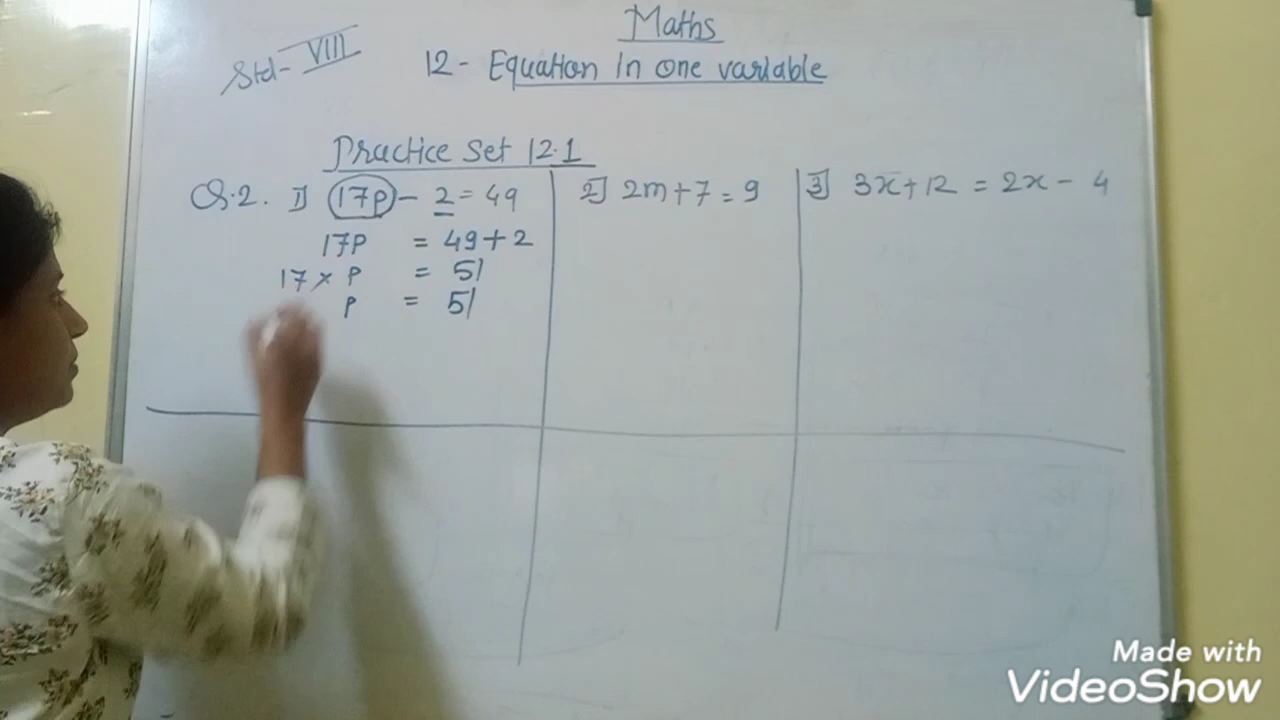 Maths
Std- VIII
12- Equation in one variable
Practice Set 12.1
Q.2. 1] 17p - 2 = 49
17p = 49 + 2
17 × p = 51
p = 51
2] 2m + 7 = 9
3] 3x + 12 = 2x - 4
Made with
VideoShow